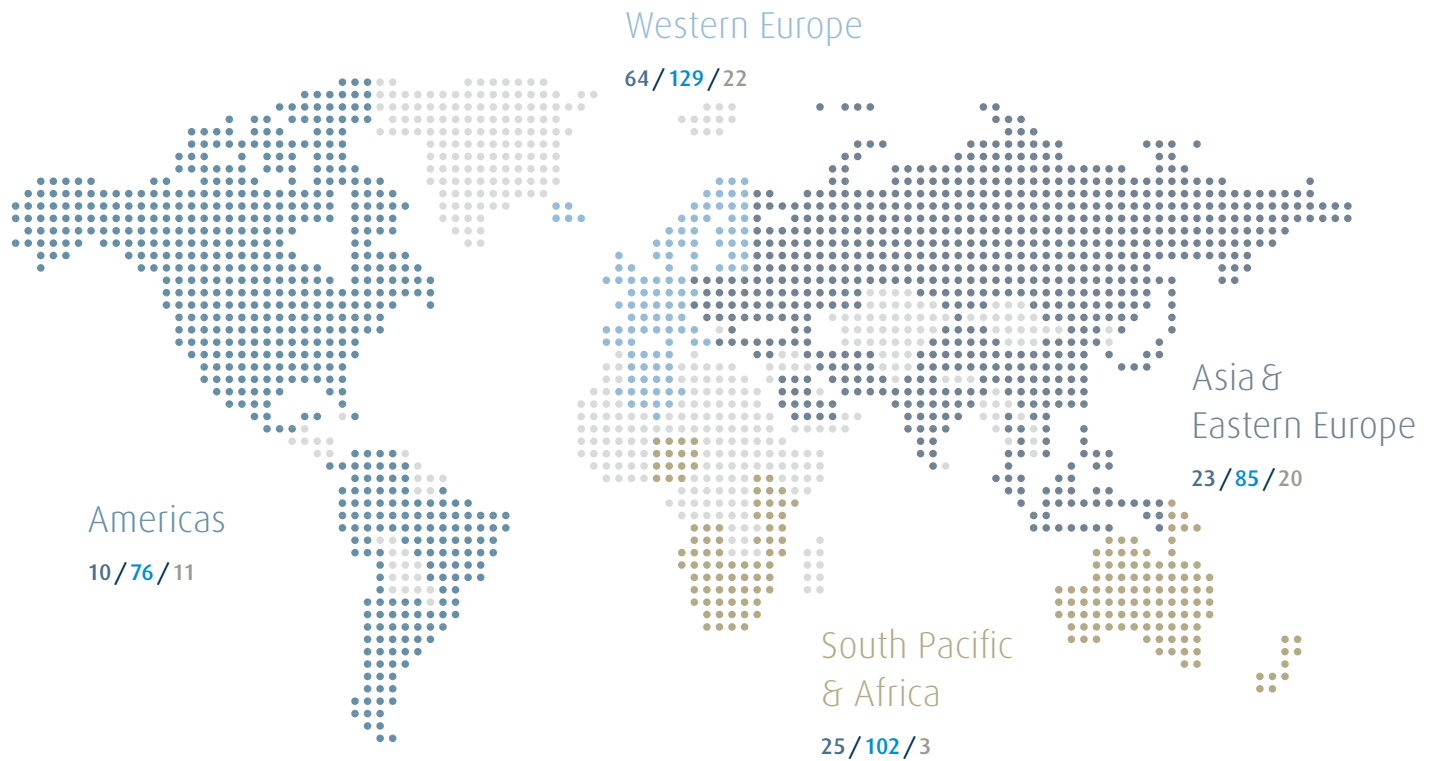 Western Europe
64 / 129 / 22
Asia &
Eastern Europe
23 / 85 / 20
Americas
10 / 76 / 11
South Pacific
& Africa
25 / 102 / 3